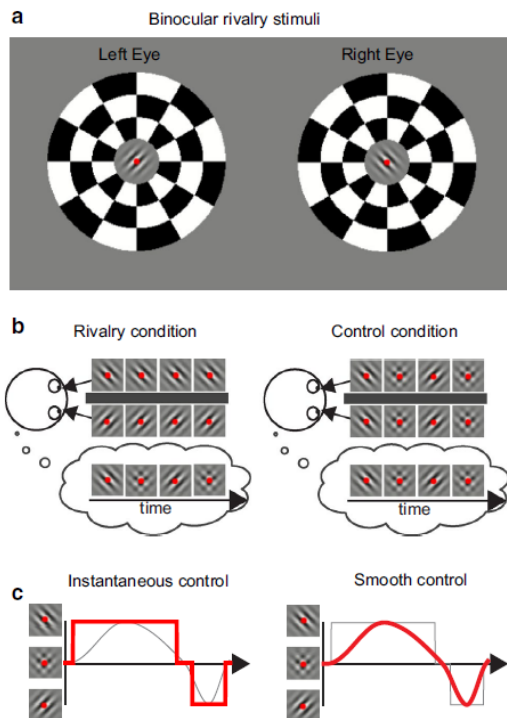 a
Binocular rivalry stimuli
Left Eye
Right Eye
b
Rivalry condition
Control condition
time
time
c
Instantaneous control
Smooth control